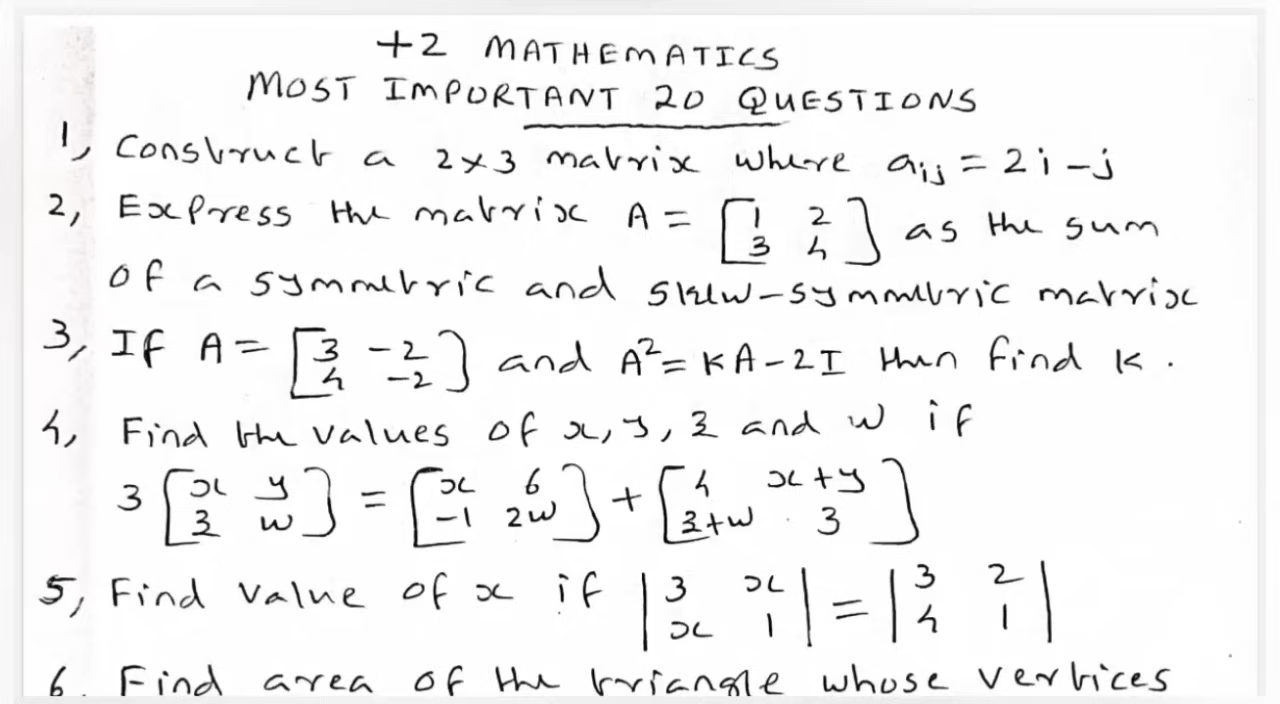 +2 MATHEMATICS
MOST IMPORTANT 20 QUESTIONS
1, Construct a 2×3 matrix where aij = 2i-j
2, Express the matrix A = [1 2; 3 4] as the sum
of a symmetric and skew-symmetric matrix
3, If A = [3 -2; 4 -2] and A²= KA-2I then find k.
4, Find the values of x, y, z and w if
3 [x y; z w] = [x 6; -1 2w] + [4 x+y; z+w 3]
5, Find value of x if |3 x; x 1| = |3 2; 4 1|
6. Find area of the triangle whose vertices